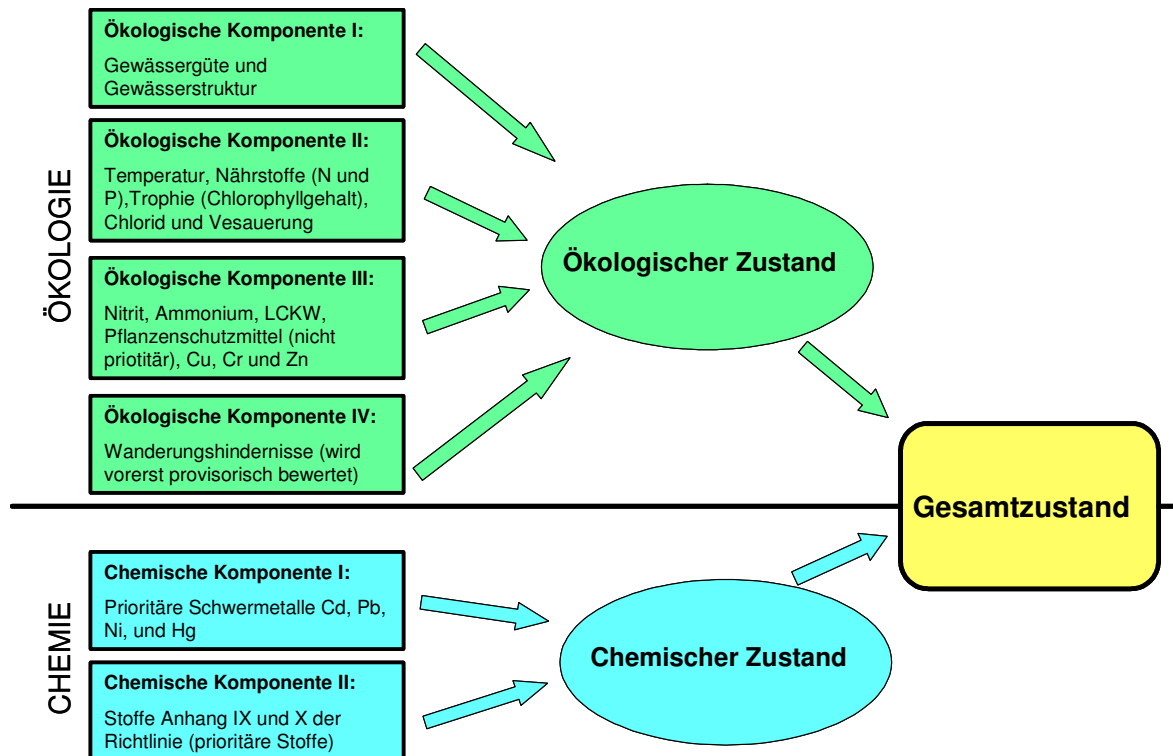 ÖKOLOGIE
Ökologische Komponente I:
Gewässergüte und
Gewässerstruktur
Ökologische Komponente II:
Temperatur, Nährstoffe (N und
P),Trophie (Chlorophyllgehalt),
Chlorid und Vesauerung
Ökologische Komponente III:
Nitrit, Ammonium, LCKW,
Pflanzenschutzmittel (nicht
priotitär), Cu, Cr und Zn
Ökologische Komponente IV:
Wanderungshindernisse (wird
vorerst provisorisch bewertet)
Ökologischer Zustand
Gesamtzustand
CHEMIE
Chemische Komponente I:
Prioritäre Schwermetalle Cd, Pb,
Ni, und Hg
Chemische Komponente II:
Stoffe Anhang IX und X der
Richtlinie (prioritäre Stoffe)
Chemischer Zustand